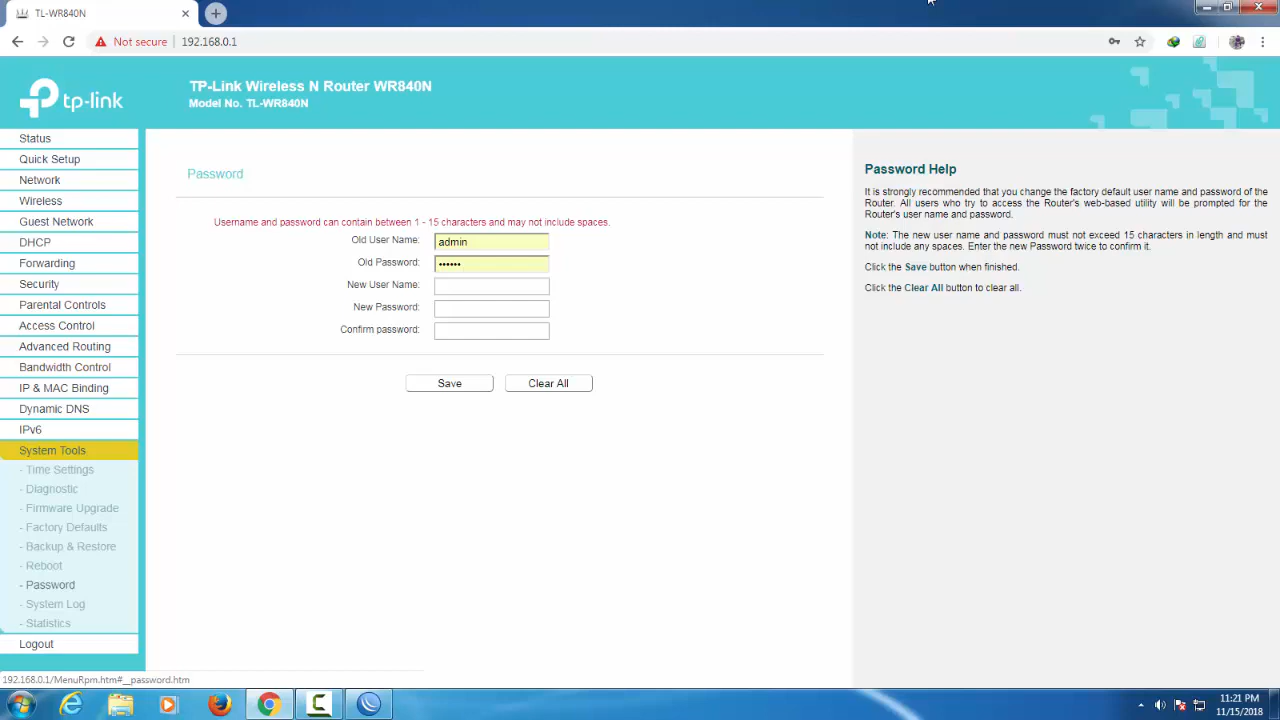 TL-WR840N
Not secure
192.168.0.1
tp-link
TP-Link Wireless N Router WR840N
Model No. TL-WR840N
Status
Quick Setup
Network
Wireless
Guest Network
DHCP
Forwarding
Security
Parental Controls
Access Control
Advanced Routing
Bandwidth Control
IP & MAC Binding
Dynamic DNS
IPv6
System Tools
- Time Settings
- Diagnostic
- Firmware Upgrade
- Factory Defaults
- Backup & Restore
- Reboot
- Password
- System Log
- Statistics
Logout
Password
Username and password can contain between 1 - 15 characters and may not include spaces.
Old User Name: admin
Old Password: ••••••
New User Name:
New Password:
Confirm password:
Save Clear All
Password Help
It is strongly recommended that you change the factory default user name and password of the
Router. All users who try to access the Router's web-based utility will be prompted for the
Router's user name and password.
Note: The new user name and password must not exceed 15 characters in length and must
not include any spaces. Enter the new Password twice to confirm it.
Click the Save button when finished.
Click the Clear All button to clear all.
192.168.0.1/MenuRpm.htm#__password.htm
11:21 PM
11/15/2018